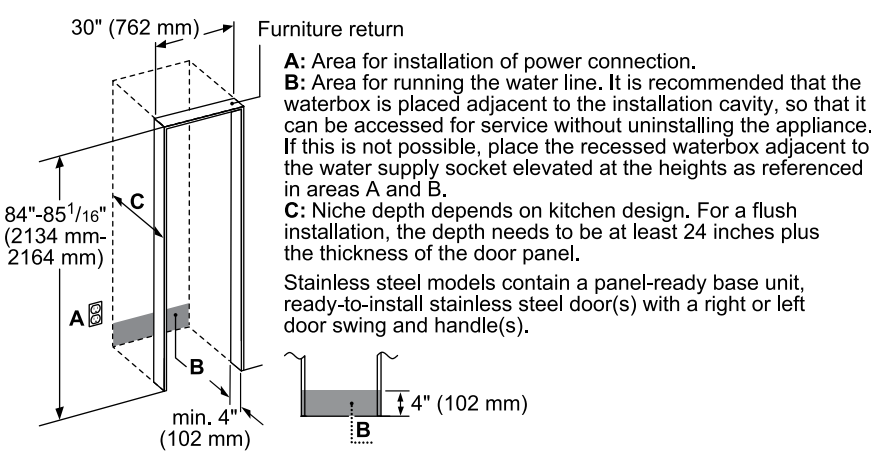 30" (762 mm)
Furniture return
A: Area for installation of power connection.
B: Area for running the water line. It is recommended that the
waterbox is placed adjacent to the installation cavity, so that it
can be accessed for service without uninstalling the appliance.
If this is not possible, place the recessed waterbox adjacent to
the water supply socket elevated at the heights as referenced
in areas A and B.
C: Niche depth depends on kitchen design. For a flush
installation, the depth needs to be at least 24 inches plus
the thickness of the door panel.
Stainless steel models contain a panel-ready base unit,
ready-to-install stainless steel door(s) with a right or left
door swing and handle(s).
C
84"-85 1/16"
(2134 mm-
2164 mm)
A
B
min. 4"
(102 mm)
4" (102 mm)
B